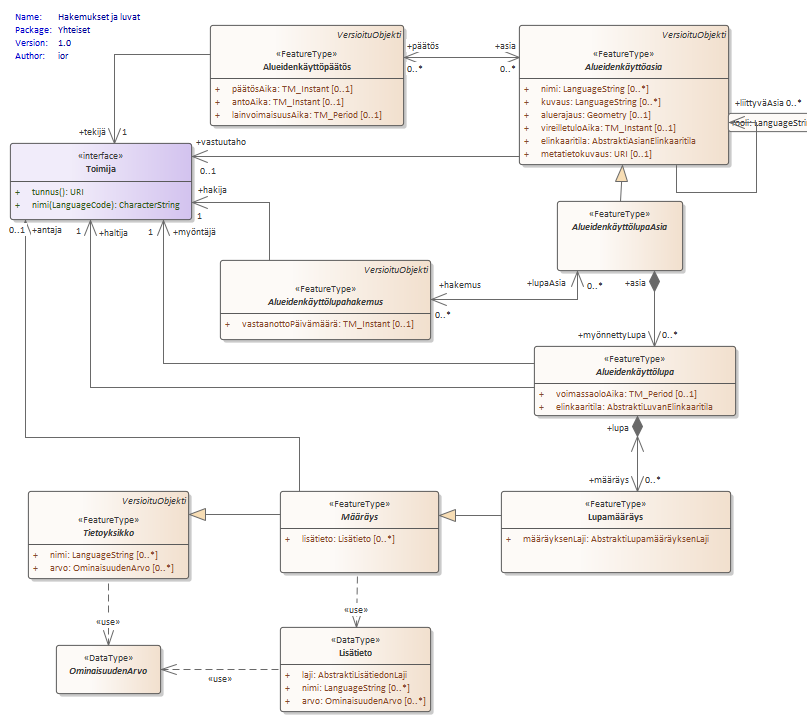 Name: Hakemukset ja luvat
Package: Yhteiset
Version: 1.0
Author: ior
VersioituObjekti
«FeatureType»
Alueidenkäyttöpäätös
+ päätösAika: TM_Instant [0..1]
+ antoAika: TM_Instant [0..1]
+ lainvoimaisuusAika: TM_Period [0..1]
+päätös
0..*
+asia
0..*
VersioituObjekti
«FeatureType»
Alueidenkäyttöasia
+ nimi: LanguageString [0..*]
+ kuvaus: LanguageString [0..*]
+ aluerajaus: Geometry [0..1]
+ vireilletuloAika: TM_Instant [0..1]
+ elinkaaritila: AbstraktiAsianElinkaaritila
+ metatietokuvaus: URI [0..1]
+liittyväAsia 0..*
+tekijä
1
+vastuutaho
0..1
«interface»
Toimija
+ tunnus(): URI
+ nimi(LanguageCode): CharacterString
+hakija
1
0..1
+antaja
1
+haltija
1
+myöntäjä
«FeatureType»
AlueidenkäyttölupaAsia
VersioituObjekti
«FeatureType»
Alueidenkäyttölupahakemus
+ vastaanottoPäivämäärä: TM_Instant [0..1]
+hakemus
0..*
+lupaAsia
0..*
+asia
+myönnettyLupa
0..*
«FeatureType»
Alueidenkäyttölupa
+ voimassaoloAika: TM_Period [0..1]
+ elinkaaritila: AbstraktiLuvanElinkaaritila
+lupa
+määräys
0..*
VersioituObjekti
«FeatureType»
Tietoyksikko
+ nimi: LanguageString [0..*]
+ arvo: OminaisuudenArvo [0..*]
«FeatureType»
Määräys
+ lisätieto: Lisätieto [0..*]
«FeatureType»
Lupamääräys
+ määräyksenLaji: AbstraktiLupamääräyksenLaji
«use»
«use»
«DataType»
OminaisuudenArvo
«use»
«DataType»
Lisätieto
+ laji: AbstraktiLisätiedonLaji
+ nimi: LanguageString [0..*]
+ arvo: OminaisuudenArvo [0..*]